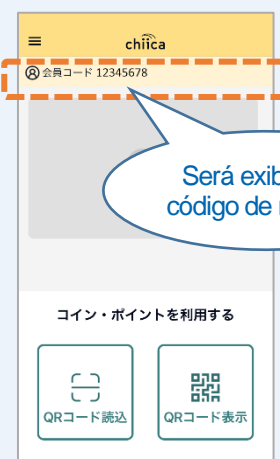 chiica
会員コード 12345678
Será
código de
コイン・ポイントを利用する
QRコード読込
QRコード表示